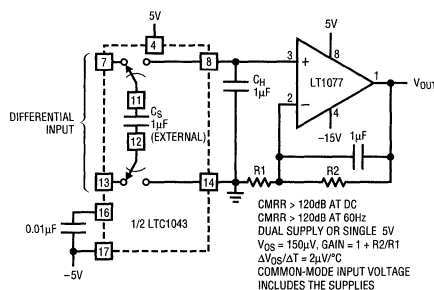 5V
4
7
8
11
CS
1µF
(EXTERNAL)
12
DIFFERENTIAL
INPUT
13
14
16
0.01µF
17
–5V
1/2 LTC1043
CH
1µF
5V
3
+
8
LT1077
1
VOUT
2
–
4
–15V
1µF
R1
R2
CMRR > 120dB AT DC
CMRR > 120dB AT 60Hz
DUAL SUPPLY OR SINGLE 5V
VOS = 150µV, GAIN = 1 + R2/R1
∆VOS/∆T = 2µV/°C
COMMON-MODE INPUT VOLTAGE
INCLUDES THE SUPPLIES